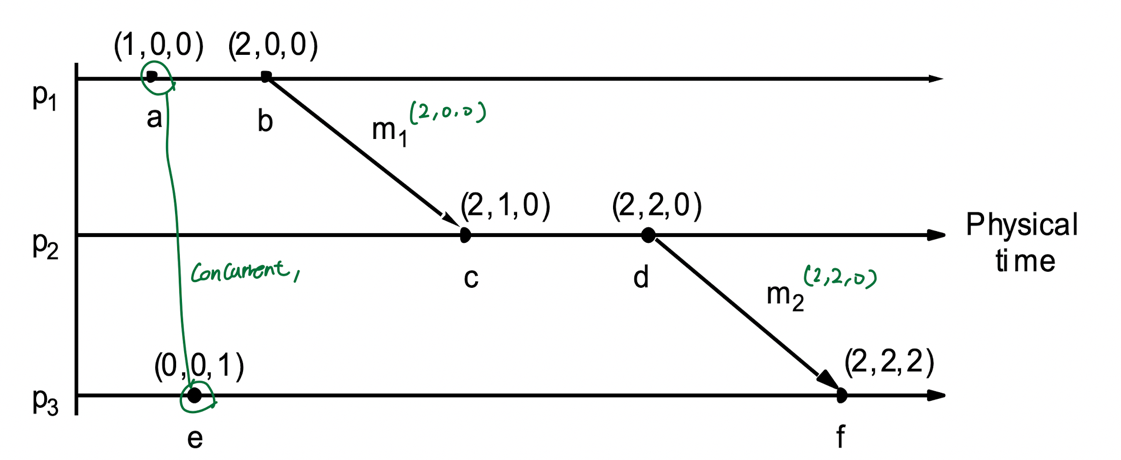 (1,0,0) (2,0,0)
p1
a
b
m1 (2,0,0)
(2,1,0) (2,2,0)
p2
c
d
Physical
time
Concurrent,
m2 (2,2,0)
(0,0,1)
(2,2,2)
p3
e
f